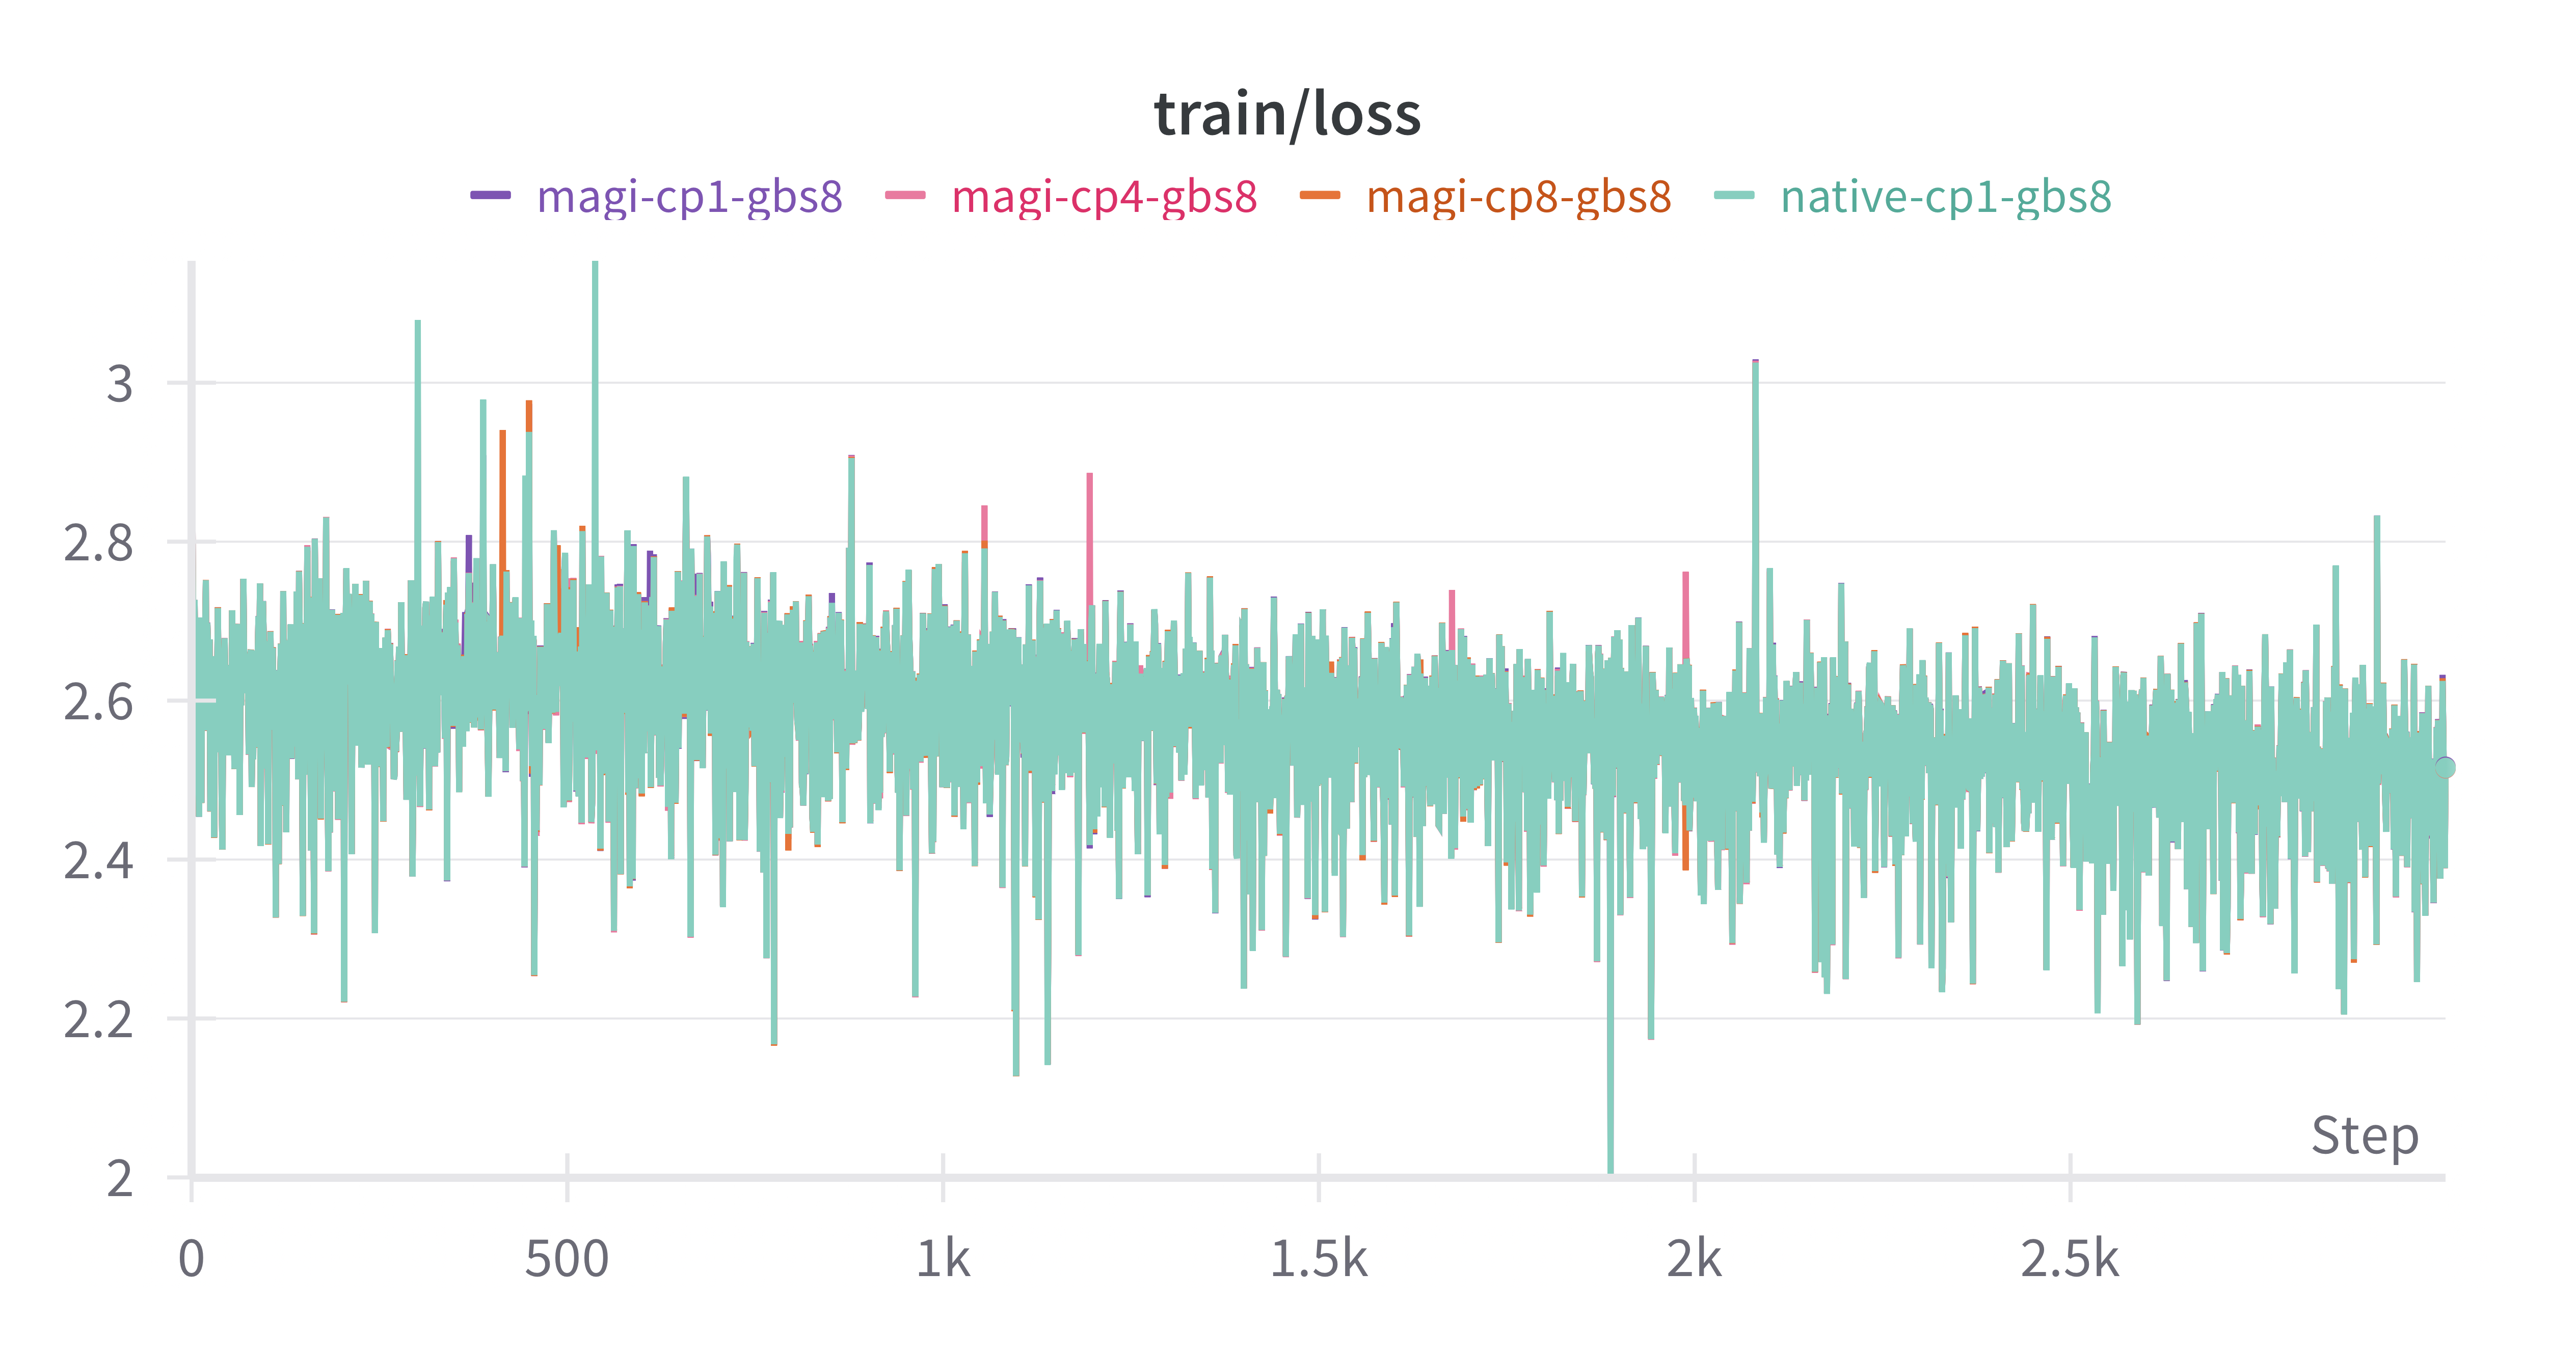 train/loss
magi-cp1-gbs8 magi-cp4-gbs8 magi-cp8-gbs8 native-cp1-gbs8
3
2.8
2.6
2.4
2.2
2
Step
0 500 1k 1.5k 2k 2.5k